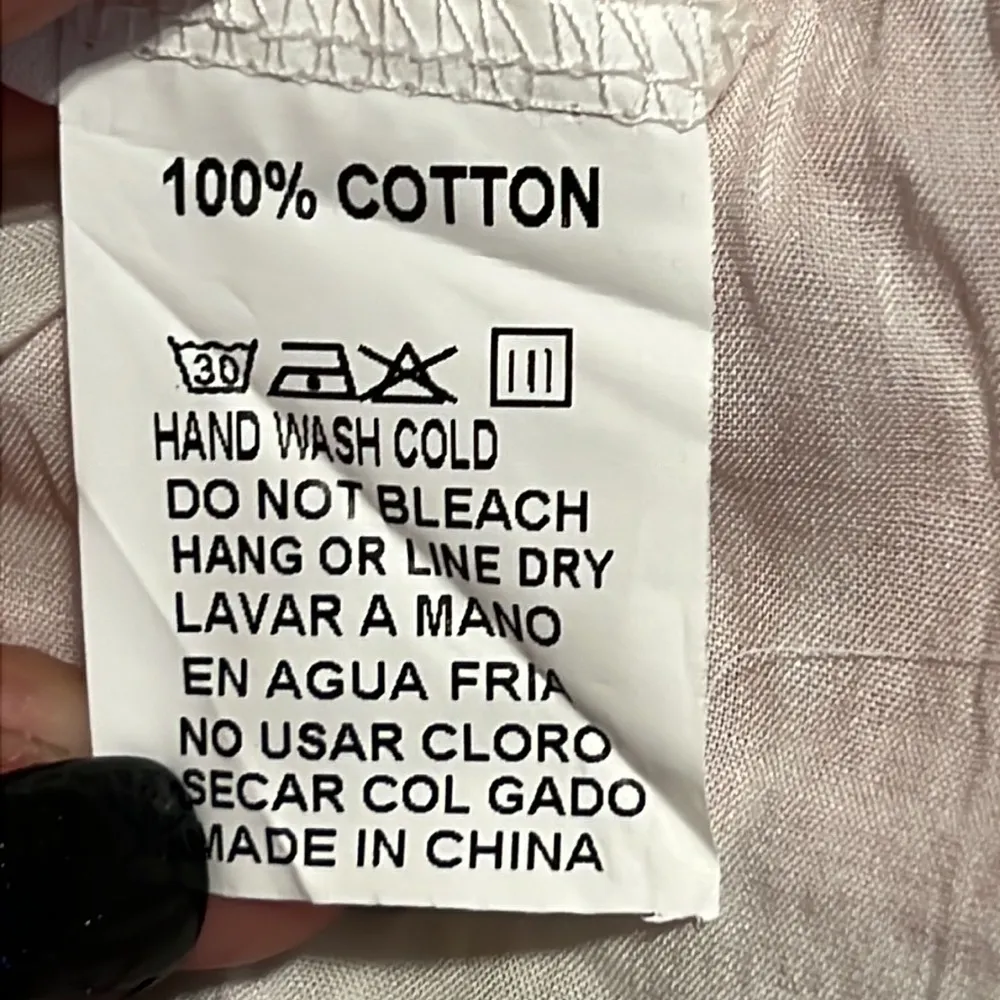 100% COTTON
30
HAND WASH COLD
DO NOT BLEACH
HANG OR LINE DRY
LAVAR A MANO
EN AGUA FRIA
NO USAR CLORO
SECAR COL GADO
MADE IN CHINA